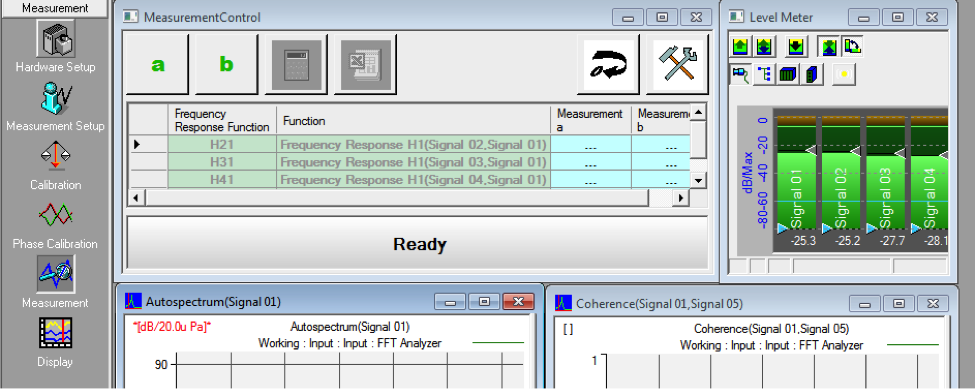 Measurement
Hardware Setup
Measurement Setup
Calibration
Phase Calibration
Measurement
Display
MeasurementControl
a b
Frequency
Response Function
Function
Measurement
a
Measureme
b
H21 Frequency Response H1(Signal 02,Signal 01) --- ---
H31 Frequency Response H1(Signal 03,Signal 01) --- ---
H41 Frequency Response H1(Signal 04,Signal 01) --- ---
Ready
Level Meter
dB/Max
0
-20
-40
-60
-80
Signal 01
Signal 02
Signal 03
Signal 04
-25.3 -25.2 -27.7 -28.1
Autospectrum(Signal 01)
*[dB/20.0u Pa]* Autospectrum(Signal 01)
Working : Input : Input : FFT Analyzer
90
Coherence(Signal 01,Signal 05)
[ ] Coherence(Signal 01,Signal 05)
Working : Input : Input : FFT Analyzer
1